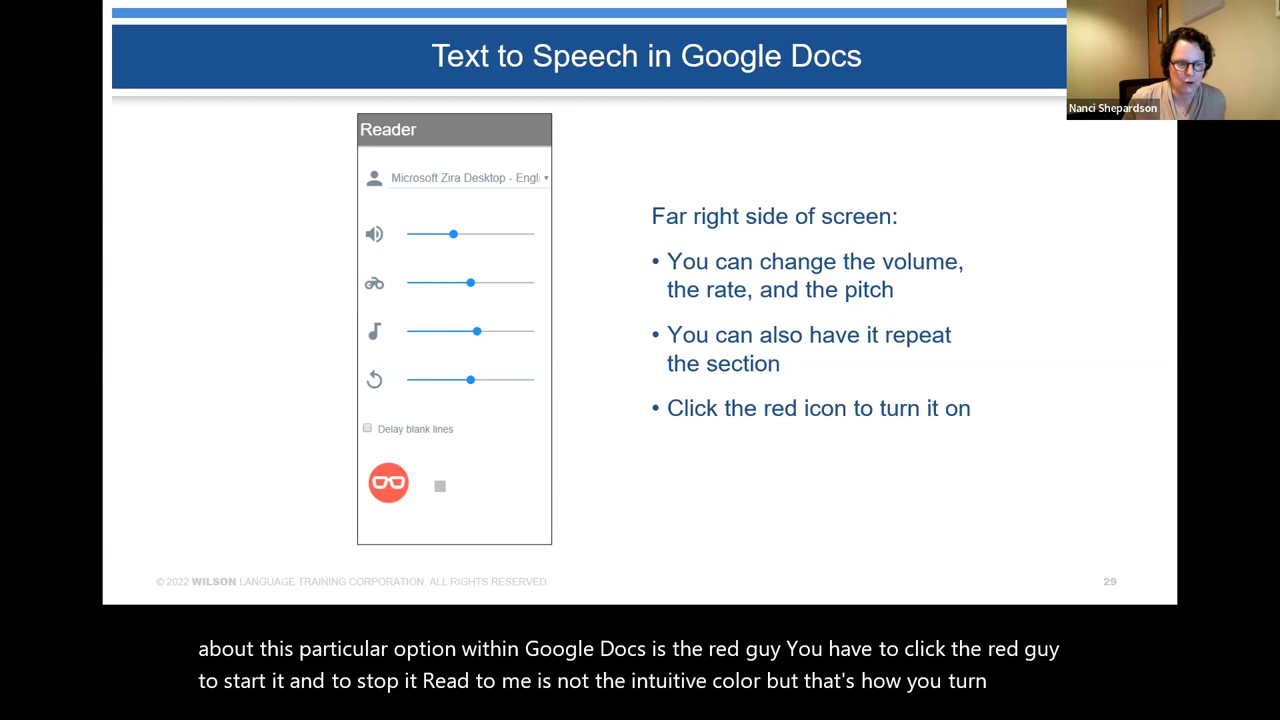 Text to Speech in Google Docs
Nanci Shepardson
Reader
Microsoft Zira Desktop - Engli
Delay blank lines
Far right side of screen:
• You can change the volume,
the rate, and the pitch
• You can also have it repeat
the section
• Click the red icon to turn it on
© 2022 WILSON LANGUAGE TRAINING CORPORATION. ALL RIGHTS RESERVED
29
about this particular option within Google Docs is the red guy You have to click the red guy
to start it and to stop it Read to me is not the intuitive color but that's how you turn